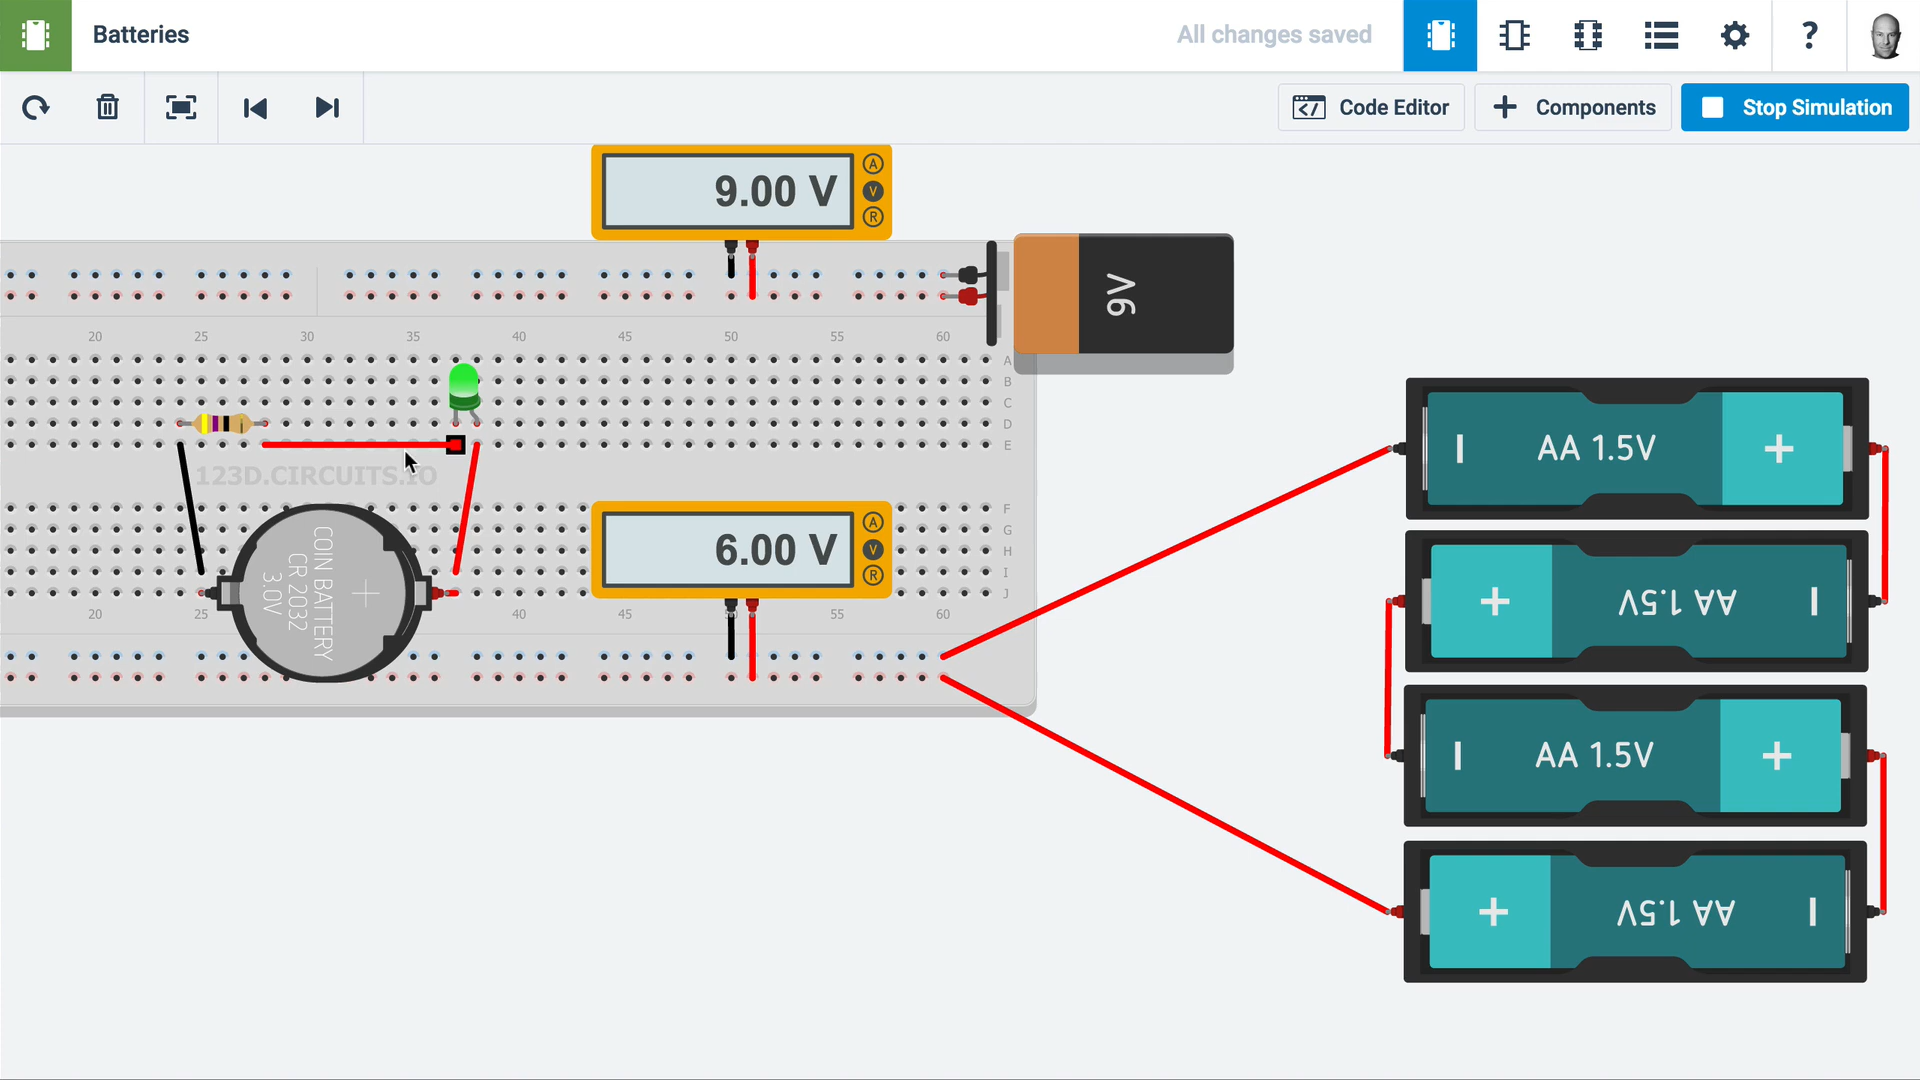 Batteries
All changes saved
?
Code Editor
+ Components
Stop Simulation
9.00 V
A
V
R
9V
20 25 30 35 40 45 50 55 60
A
B
C
D
E
123D.CIRCUITS.IO
F
G
H
I
J
COIN BATTERY
CR 2032
3.0V
+
6.00 V
A
V
R
20 25 40 45 50 55 60
AA 1.5V +
+ AA 1.5V
AA 1.5V +
+ AA 1.5V